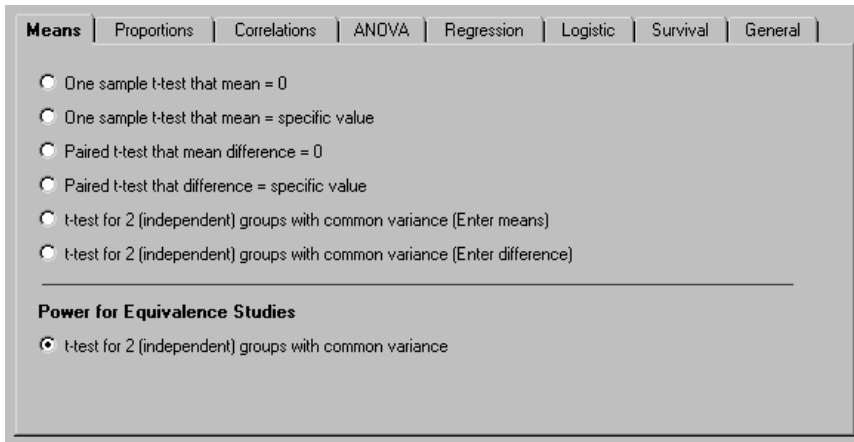 Means Proportions Correlations ANOVA Regression Logistic Survival General
One sample t-test that mean = 0
One sample t-test that mean = specific value
Paired t-test that mean difference = 0
Paired t-test that difference = specific value
t-test for 2 (independent) groups with common variance (Enter means)
t-test for 2 (independent) groups with common variance (Enter difference)
Power for Equivalence Studies
t-test for 2 (independent) groups with common variance